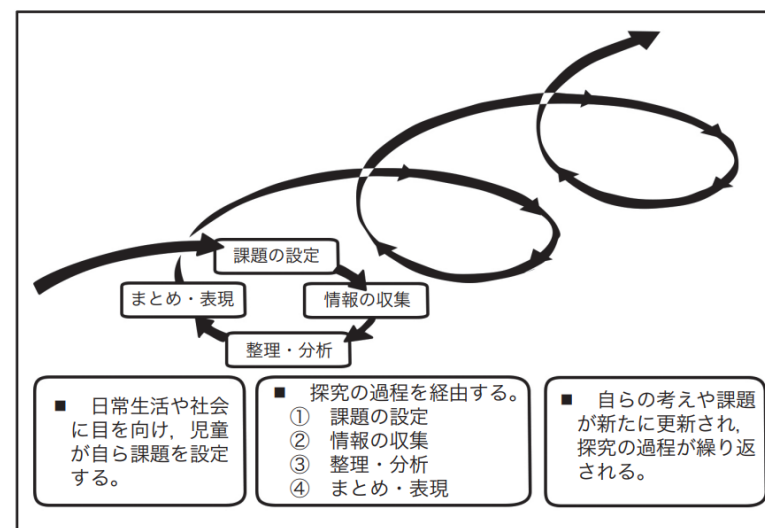 課題の設定
まとめ・表現
情報の収集
整理・分析
■ 日常生活や社会
に目を向け，児童
が自ら課題を設定
する。
■ 探究の過程を経由する。
① 課題の設定
② 情報の収集
③ 整理・分析
④ まとめ・表現
■ 自らの考えや課題
が新たに更新され，
探究の過程が繰り返
される。